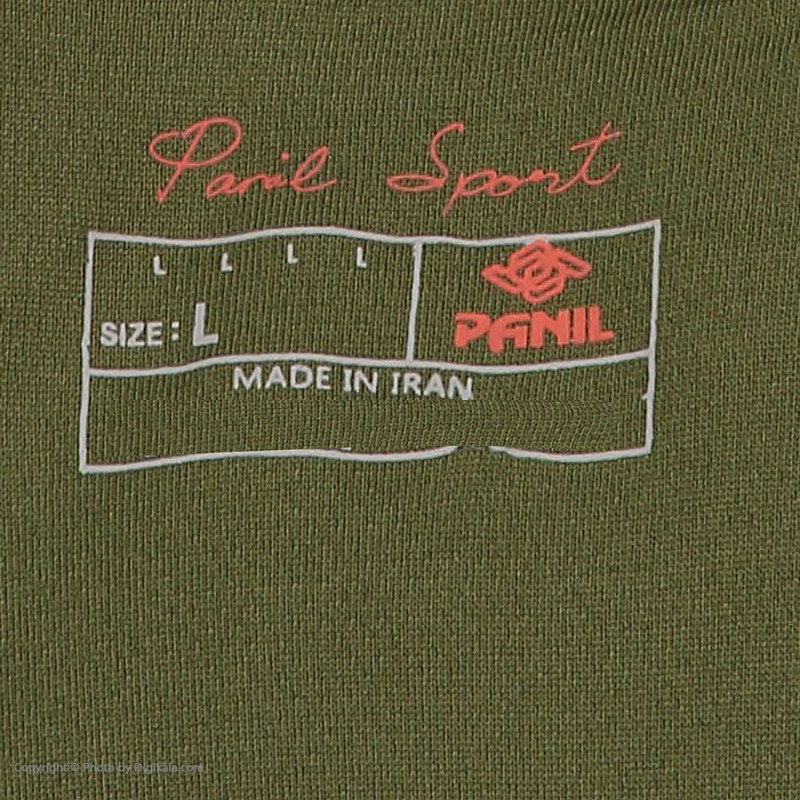 Panil Sport
L L L L
SIZE : L
PANIL
MADE IN IRAN
Copyright © Photo by Digikala.com